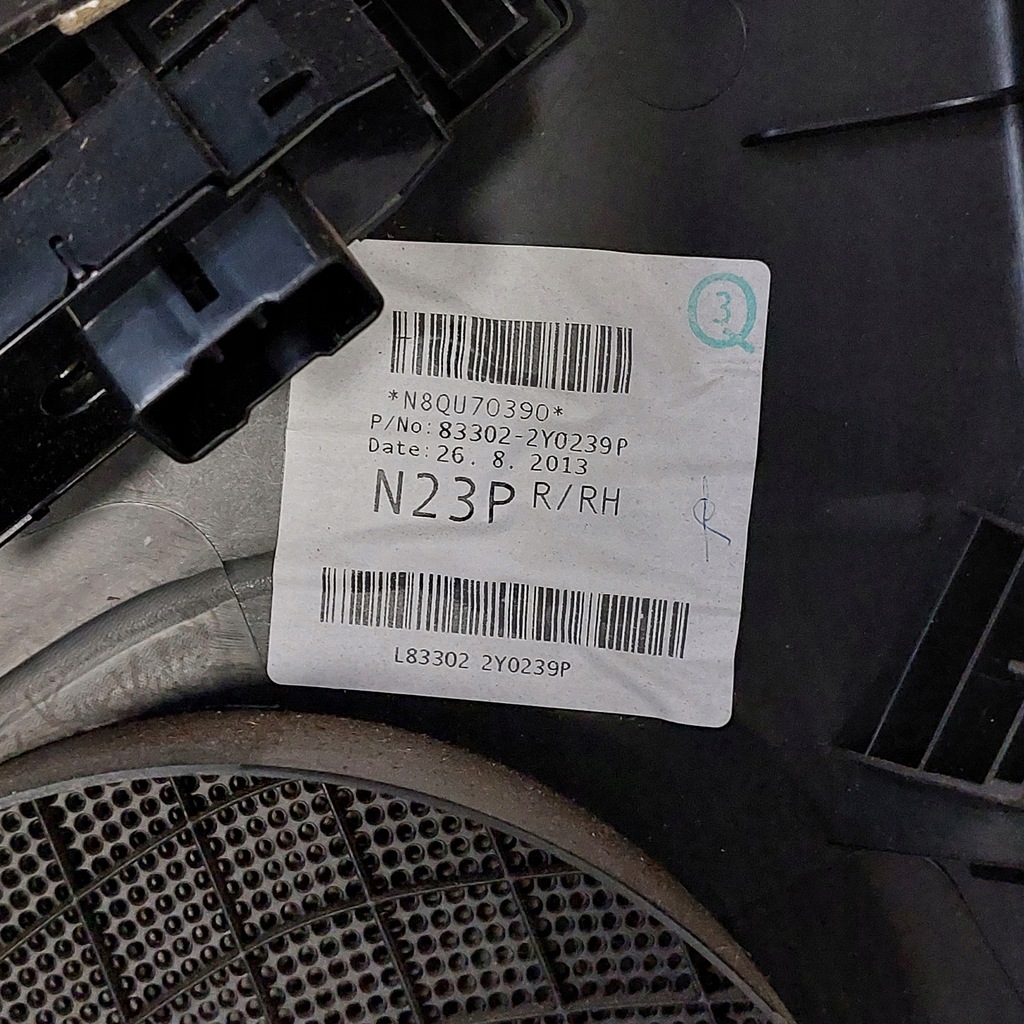 3
*N8QU70390*
P/No: 83302-2Y0239P
Date: 26. 8. 2013
N23P R/RH
L83302 2Y0239P